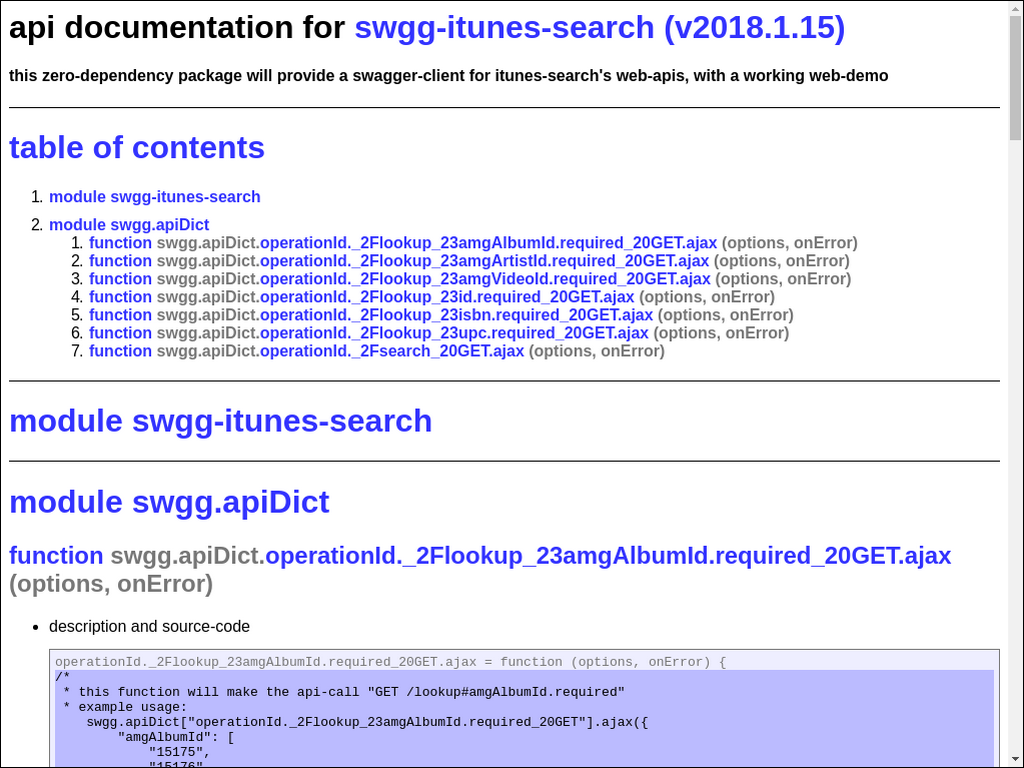 api documentation for swgg-itunes-search (v2018.1.15)
this zero-dependency package will provide a swagger-client for itunes-search's web-apis, with a working web-demo
table of contents
1. module swgg-itunes-search
2. module swgg.apiDict
1. function swgg.apiDict.operationId._2Flookup_23amgAlbumId.required_20GET.ajax (options, onError)
2. function swgg.apiDict.operationId._2Flookup_23amgArtistId.required_20GET.ajax (options, onError)
3. function swgg.apiDict.operationId._2Flookup_23amgVideoId.required_20GET.ajax (options, onError)
4. function swgg.apiDict.operationId._2Flookup_23id.required_20GET.ajax (options, onError)
5. function swgg.apiDict.operationId._2Flookup_23isbn.required_20GET.ajax (options, onError)
6. function swgg.apiDict.operationId._2Flookup_23upc.required_20GET.ajax (options, onError)
7. function swgg.apiDict.operationId._2Fsearch_20GET.ajax (options, onError)
module swgg-itunes-search
module swgg.apiDict
function swgg.apiDict.operationId._2Flookup_23amgAlbumId.required_20GET.ajax
(options, onError)
• description and source-code
operationId._2Flookup_23amgAlbumId.required_20GET.ajax = function (options, onError) {
/*
 * this function will make the api-call "GET /lookup#amgAlbumId.required"
 * example usage:
    swgg.apiDict["operationId._2Flookup_23amgAlbumId.required_20GET"].ajax({
        "amgAlbumId": [
            "15175",
            "15176",